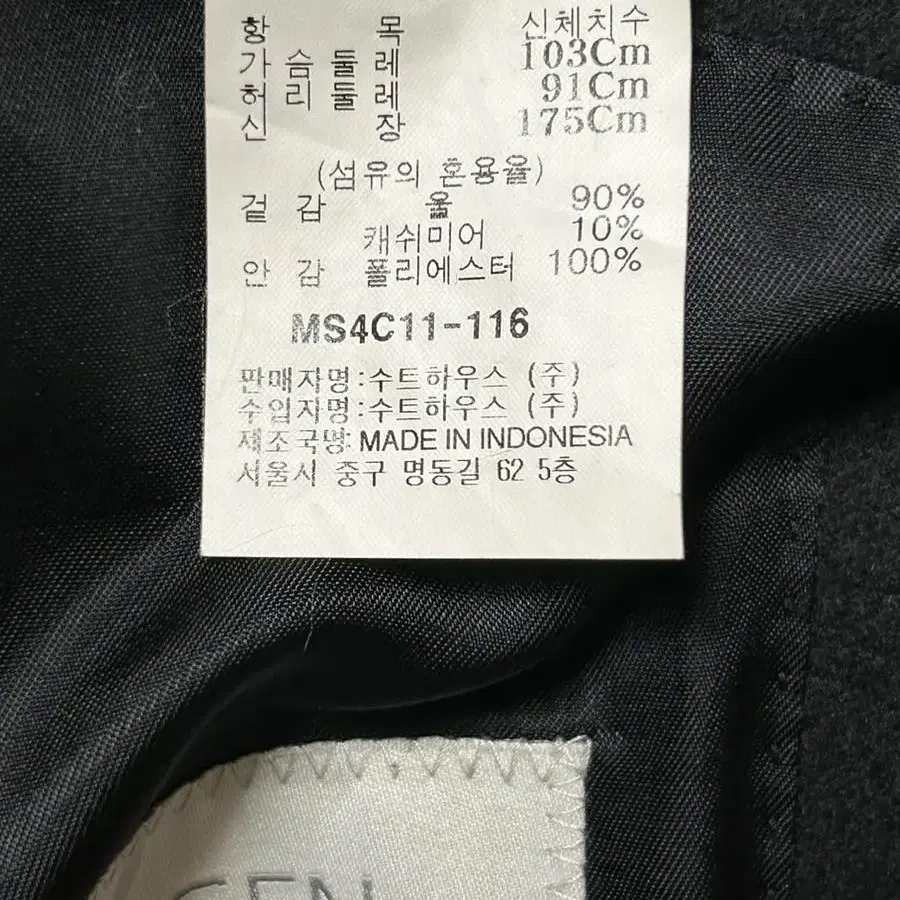 항 목 신체치수
가 슴 둘 레 103Cm
허 리 둘 레 91Cm
신 장 175Cm
(섬유의 혼용율)
겉 감 울 90%
캐쉬미어 10%
안 감 폴리에스터 100%
MS4C11-116
판매자명:수트하우스 (주)
수입자명:수트하우스 (주)
제조국명: MADE IN INDONESIA
서울시 중구 명동길 62 5층